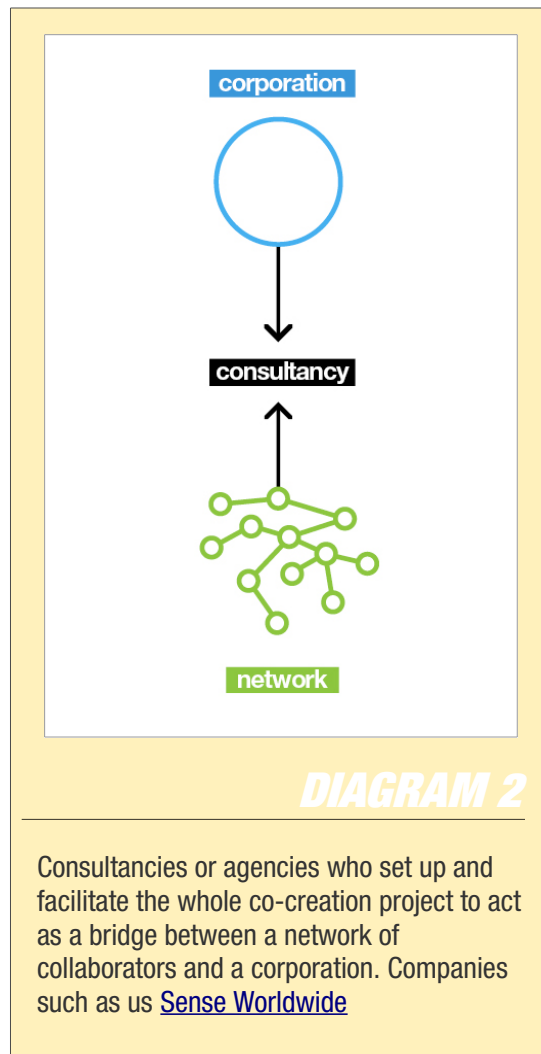 corporation
consultancy
network
DIAGRAM 2
Consultancies or agencies who set up and
facilitate the whole co-creation project to act
as a bridge between a network of
collaborators and a corporation. Companies
such as us Sense Worldwide